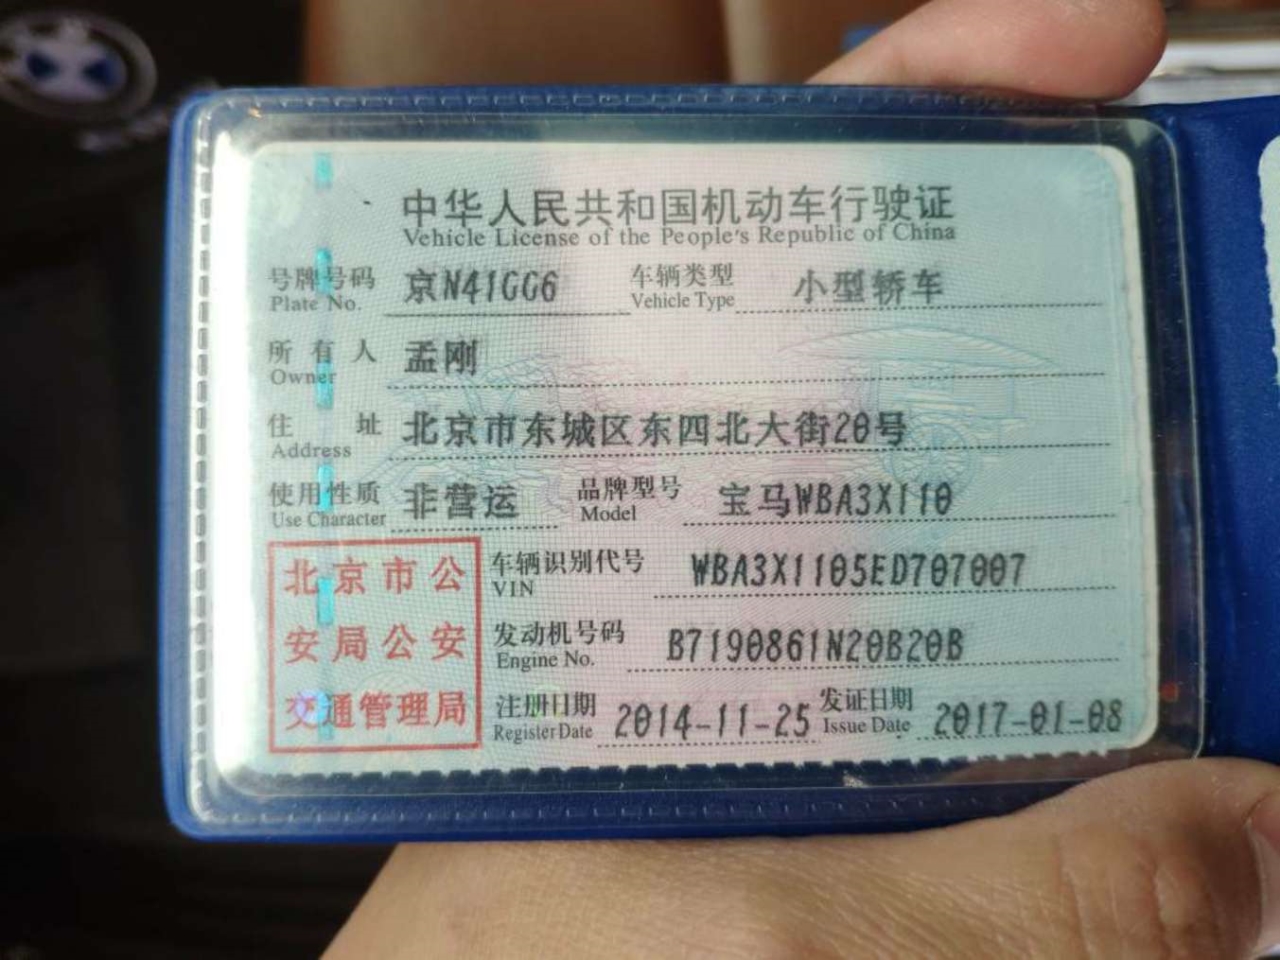 中华人民共和国机动车行驶证
Vehicle License of the People's Republic of China
号牌号码 京N41GG6 车辆类型 小型轿车
Plate No. Vehicle Type
所有人 孟刚
Owner
住址 北京市东城区东四北大街20号
Address
使用性质 非营运 品牌型号 宝马WBA3X110
Use Character Model
北京市公
安局公安
交通管理局
车辆识别代号 WBA3X1105ED707007
VIN
发动机号码 B7190861N20B20B
Engine No.
注册日期 2014-11-25 发证日期 2017-01-08
Register Date Issue Date